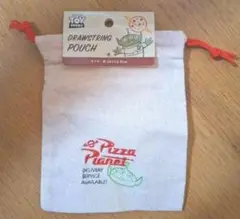 TOY
STORY
DRAWSTRING
POUCH
Pizza
Planet
DELIVERY
SERVICE
AVAILABLE!